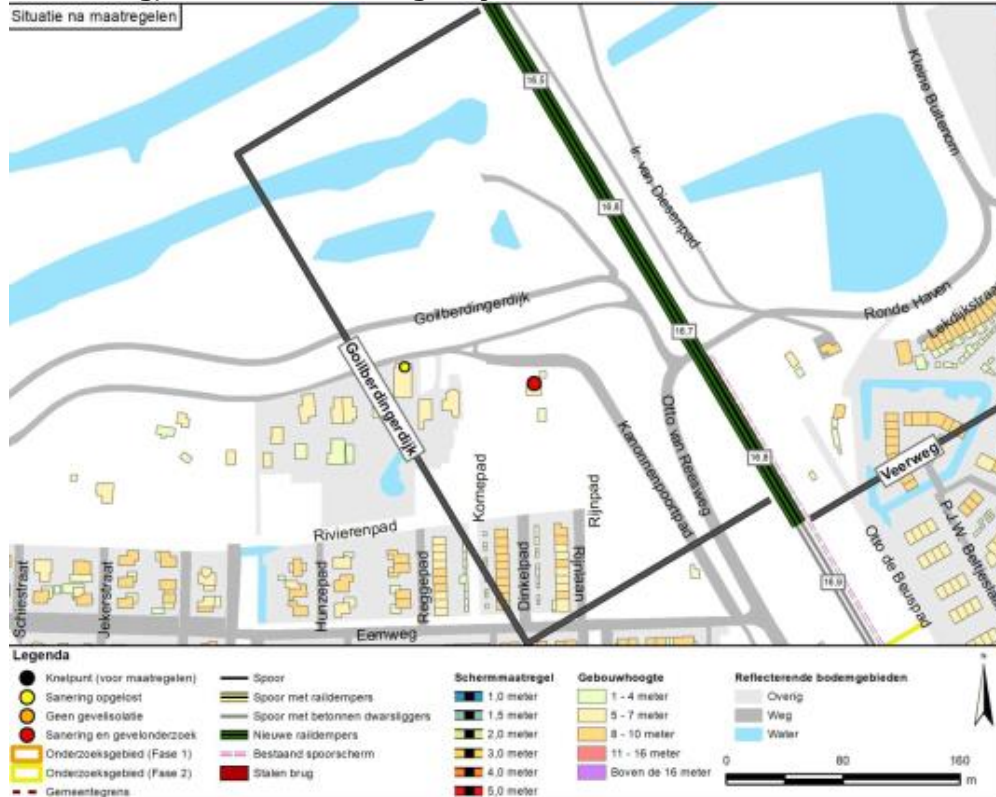 Situatie na maatregelen
16,5
Kleine Buitenom
Ir. van Diesenpad
16,6
Goilberdingerdijk
Ronde Haven
Lekdijkstraat
16,7
Goilberdingerdijk
Kanonnenpoortpad
Otto van Reesweg
16,8
Veerweg
Kornepad
Rijnpad
Rivierenpad
P.J.W. Beltjeslaan
Otto de Beuspad
Schiestraat
Jekerstraat
Hunzepad
Reggepad
Dinkelpad
Rijnlaan
16,9
Eemweg
Legenda
Knelpunt (voor maatregelen)
Sanering opgelost
Geen gevelisolatie
Sanering en gevelonderzoek
Onderzoeksgebied (Fase 1)
Onderzoeksgebied (Fase 2)
Gemeentegrens
Spoor
Spoor met raildempers
Spoor met betonnen dwarsliggers
Nieuwe raildempers
Bestaand spoorscherm
Stalen brug
Schermmaatregel
1,0 meter
1,5 meter
2,0 meter
3,0 meter
4,0 meter
5,0 meter
Gebouwhoogte
1 - 4 meter
5 - 7 meter
8 - 10 meter
11 - 16 meter
Boven de 16 meter
Reflecterende bodemgebieden
Overig
Weg
Water
0 80 160
m